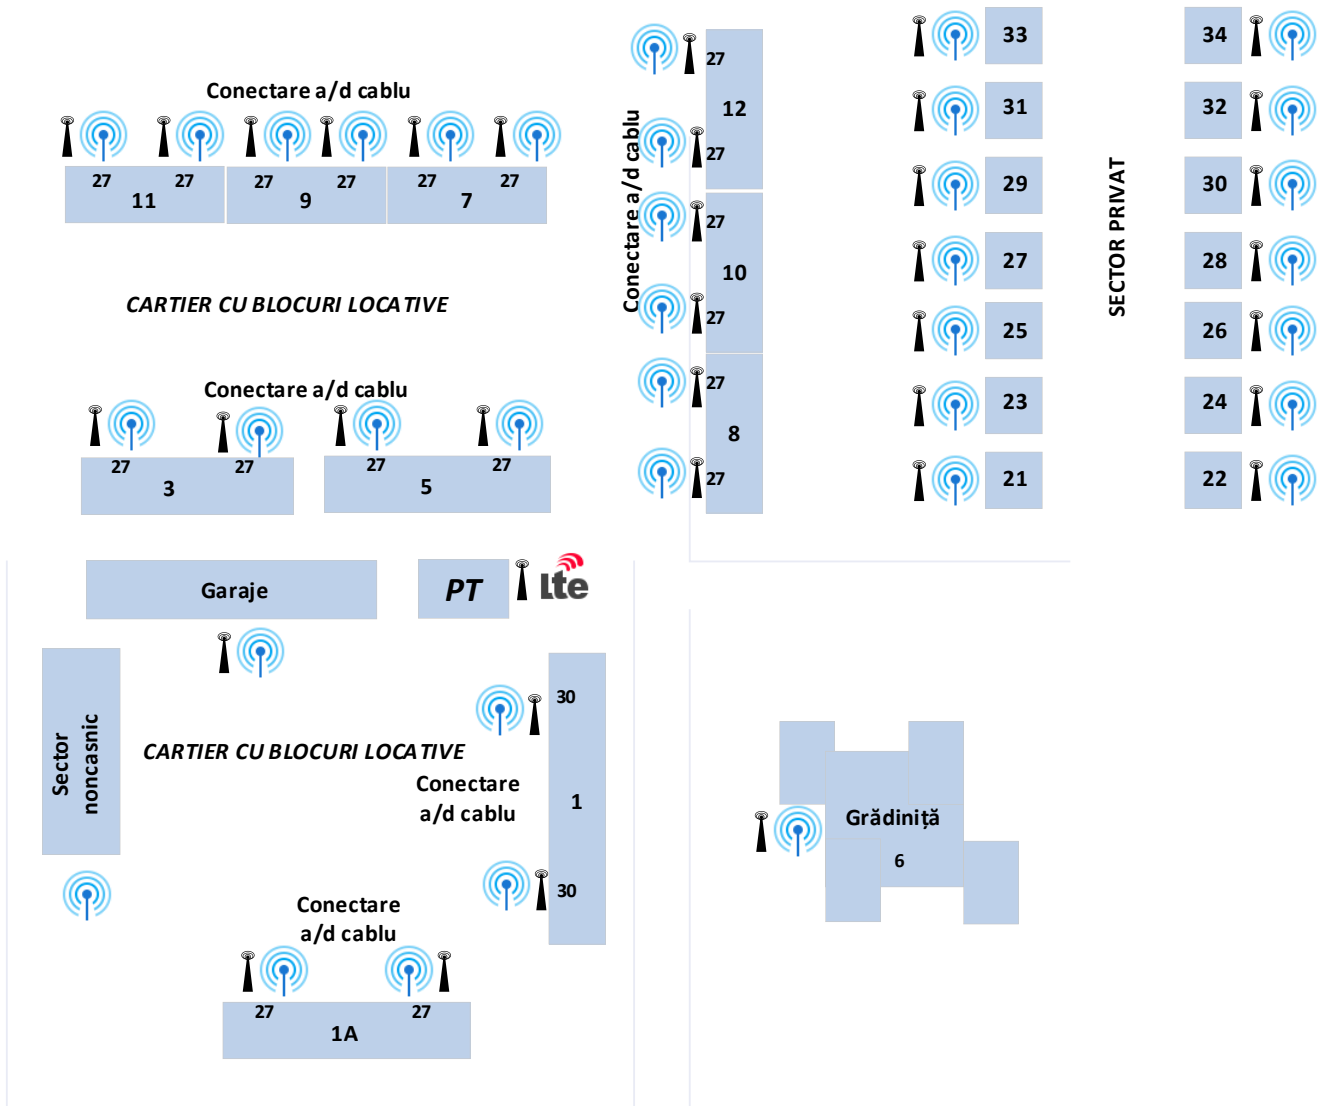 Conectare a/d cablu
27 27 27 27 27 27
11 9 7
CARTIER CU BLOCURI LOCATIVE
Conectare a/d cablu
27 27 27 27
3 5
Conectare a/d cablu
27
12
27
27
10
27
27
8
27
33 34
31 32
29 30
27 28
25 26
23 24
21 22
SECTOR PRIVAT
Garaje
PT
Lte
Sector
noncasnic
CARTIER CU BLOCURI LOCATIVE
30
Conectare
a/d cablu
1
30
Conectare
a/d cablu
27 27
1A
Grădiniță
6